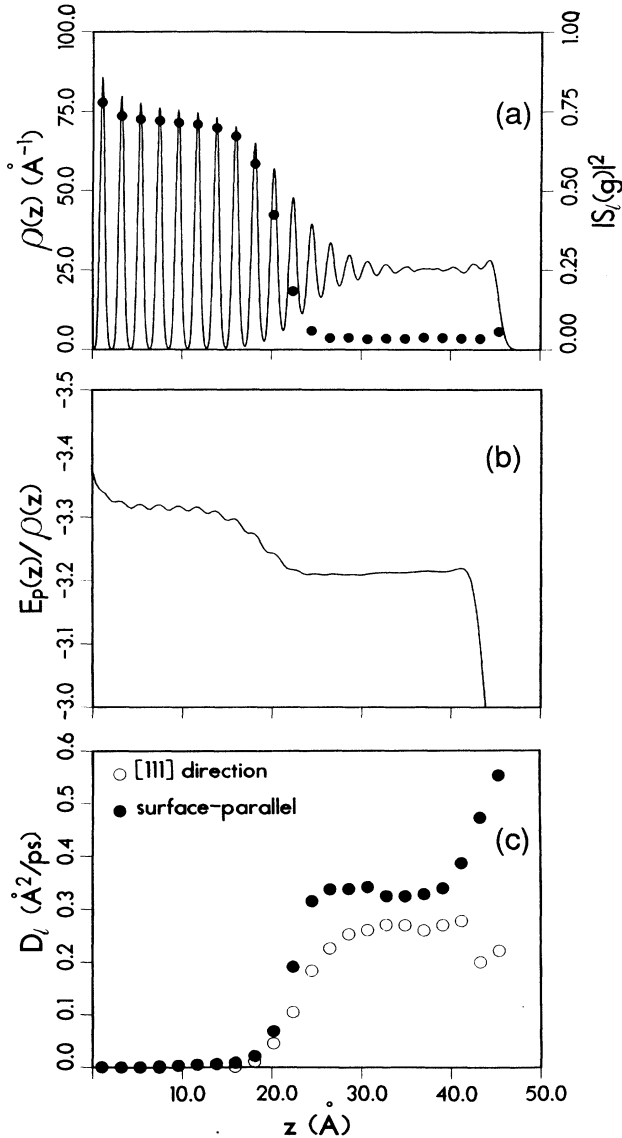 100.0
75.0
50.0
25.0
0.0
ρ(z) (Å⁻¹)
1.00
0.75
0.50
0.25
0.00
|Sₗ(g)|²
(a)
-3.5
-3.4
-3.3
-3.2
-3.1
-3.0
Eₚ(z)/ρ(z)
(b)
0.6
0.5
0.4
0.3
0.2
0.1
0.0
Dₗ (Å²/ps)
○ [111] direction
● surface-parallel
(c)
10.0 20.0 30.0 40.0 50.0
z (Å)